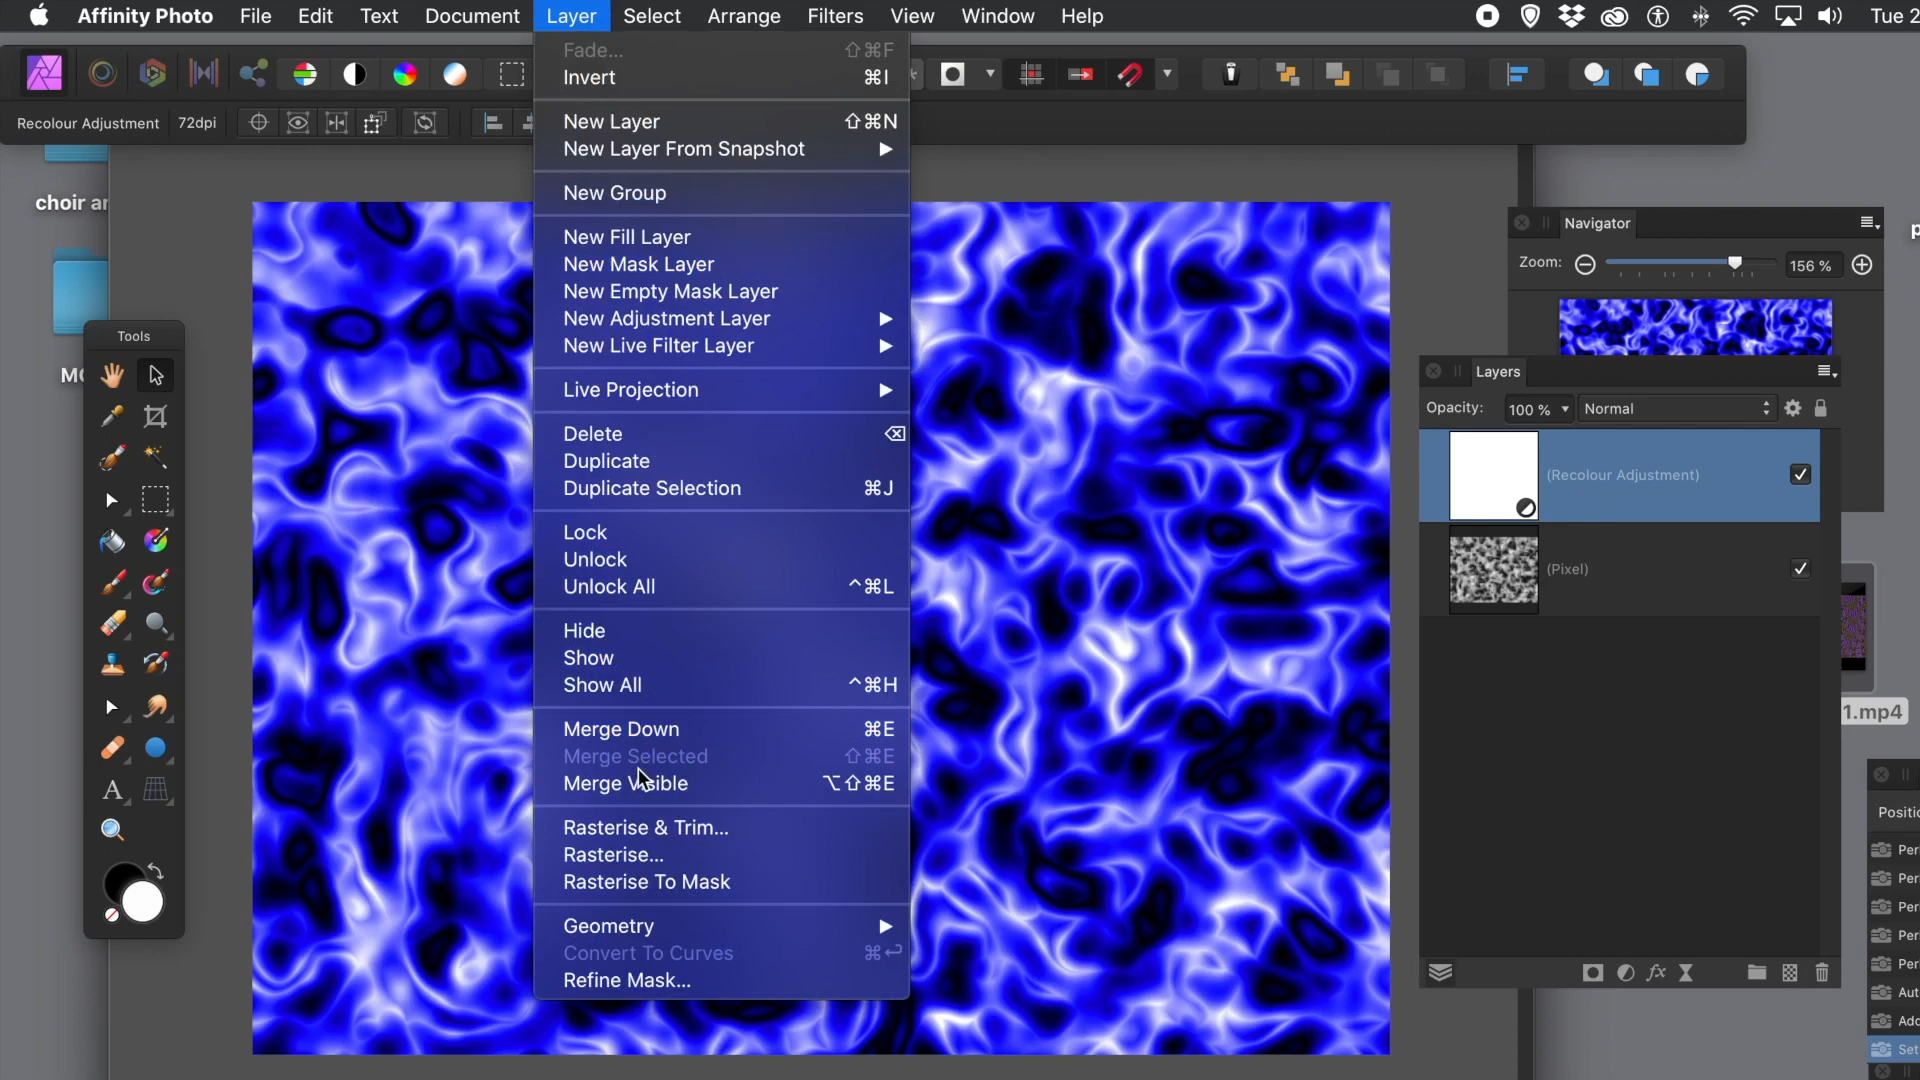 Affinity Photo File Edit Text Document Layer Select Arrange Filters View Window Help Tue 2
Recolour Adjustment 72dpi
choir ar
Tools
Fade... ⇧⌘F
Invert ⌘I
New Layer ⇧⌘N
New Layer From Snapshot ▶
New Group
New Fill Layer
New Mask Layer
New Empty Mask Layer
New Adjustment Layer ▶
New Live Filter Layer ▶
Live Projection ▶
Delete ⌫
Duplicate
Duplicate Selection ⌘J
Lock
Unlock
Unlock All ^⌘L
Hide
Show
Show All ^⌘H
Merge Down ⌘E
Merge Selected ⇧⌘E
Merge Visible ⌥⇧⌘E
Rasterise & Trim...
Rasterise...
Rasterise To Mask
Geometry ▶
Convert To Curves ⌘↩
Refine Mask...
Navigator
Zoom: 156 %
Layers
Opacity: 100 % Normal
(Recolour Adjustment)
(Pixel)
1.mp4
Positio
Per
Per
Per
Per
Per
Aut
Add
Set